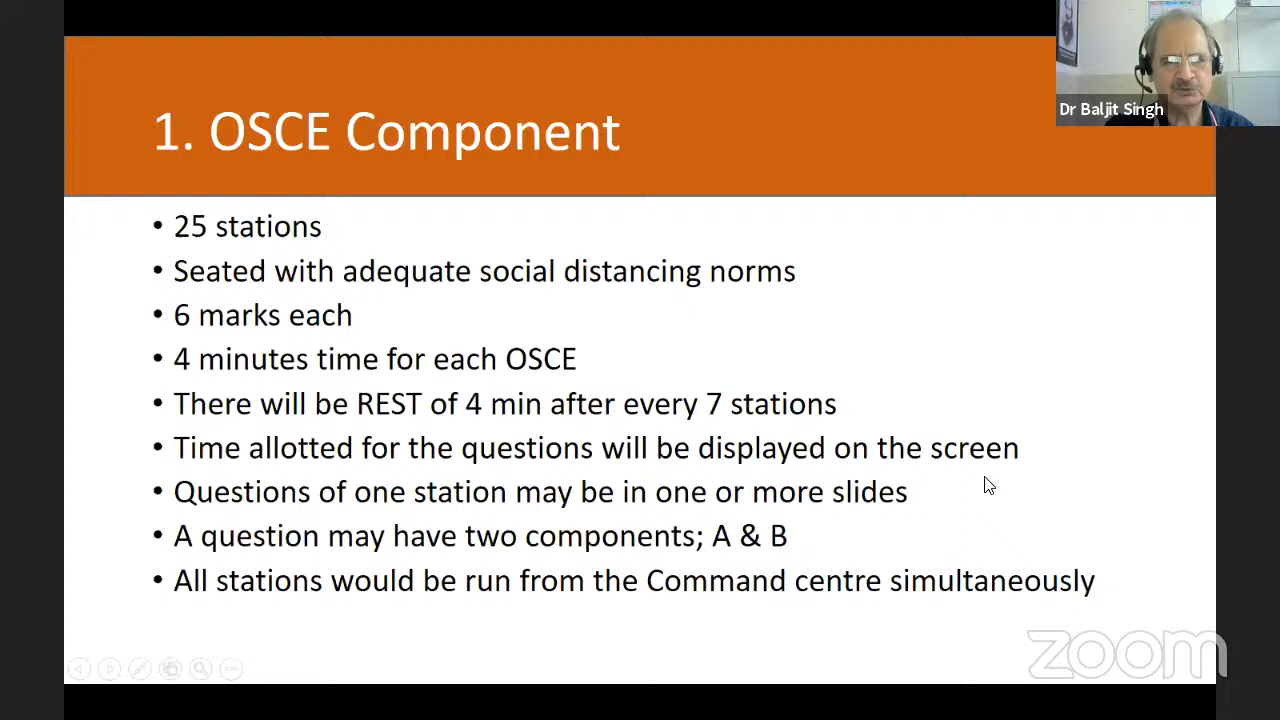 Dr Baljit Singh
1. OSCE Component
• 25 stations
• Seated with adequate social distancing norms
• 6 marks each
• 4 minutes time for each OSCE
• There will be REST of 4 min after every 7 stations
• Time allotted for the questions will be displayed on the screen
• Questions of one station may be in one or more slides
• A question may have two components; A & B
• All stations would be run from the Command centre simultaneously
zoom